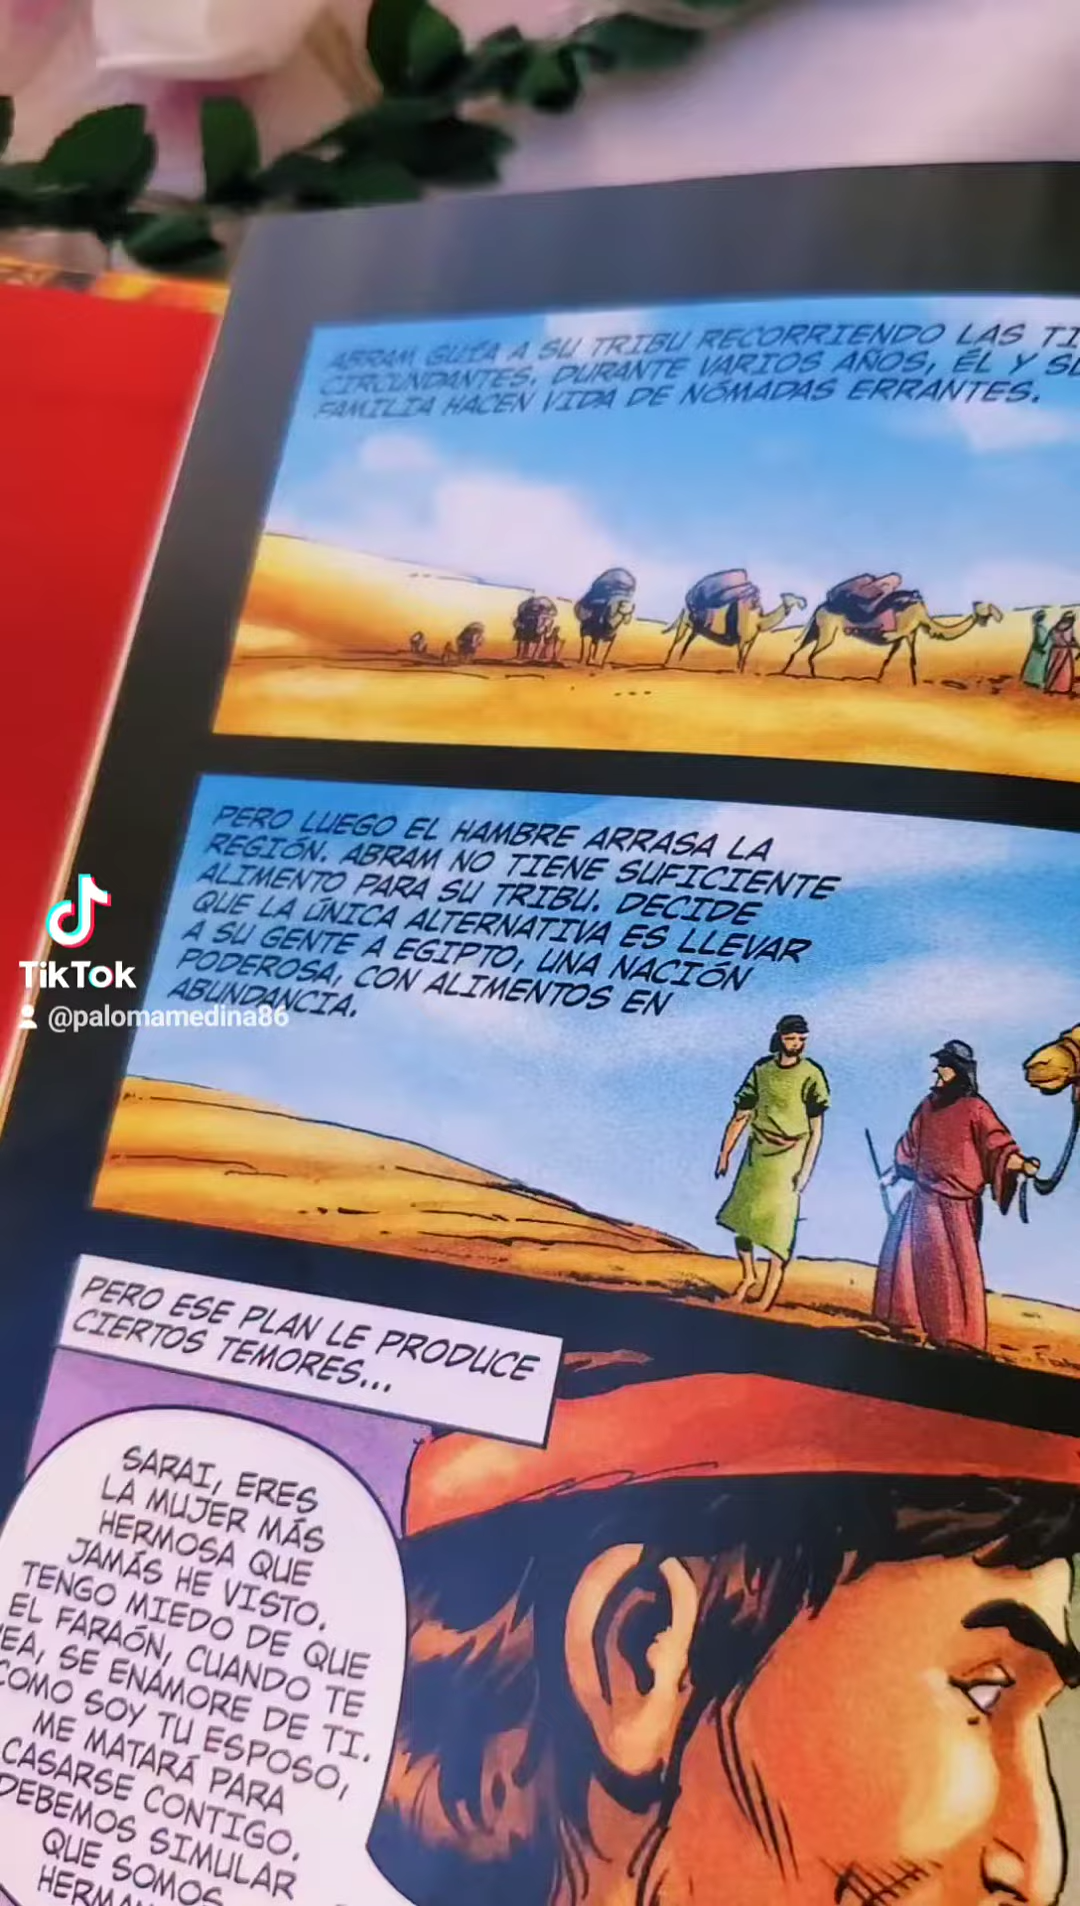 ABRAM GUÍA A SU TRIBU RECORRIENDO LAS
CIRCUNDANTES. DURANTE VARIOS AÑOS, ÉL Y
FAMILIA HACEN VIDA DE NÓMADAS ERRANTES.
PERO LUEGO EL HAMBRE ARRASA LA
REGIÓN. ABRAM NO TIENE SUFICIENTE
ALIMENTO PARA SU TRIBU. DECIDE
QUE LA ÚNICA ALTERNATIVA ES LLEVAR
A SU GENTE A EGIPTO, UNA NACIÓN
PODEROSA, CON ALIMENTOS EN
ABUNDANCIA.
TikTok
@palomamedina86
PERO ESE PLAN LE PRODUCE
CIERTOS TEMORES...
SARAI, ERES
LA MUJER MÁS
HERMOSA QUE
JAMÁS HE VISTO.
TENGO MIEDO DE QUE
EL FARAÓN, CUANDO TE
VEA, SE ENAMORE DE TI.
COMO SOY TU ESPOSO,
ME MATARÁ PARA
CASARSE CONTIGO.
DEBEMOS SIMULAR
QUE SOMOS